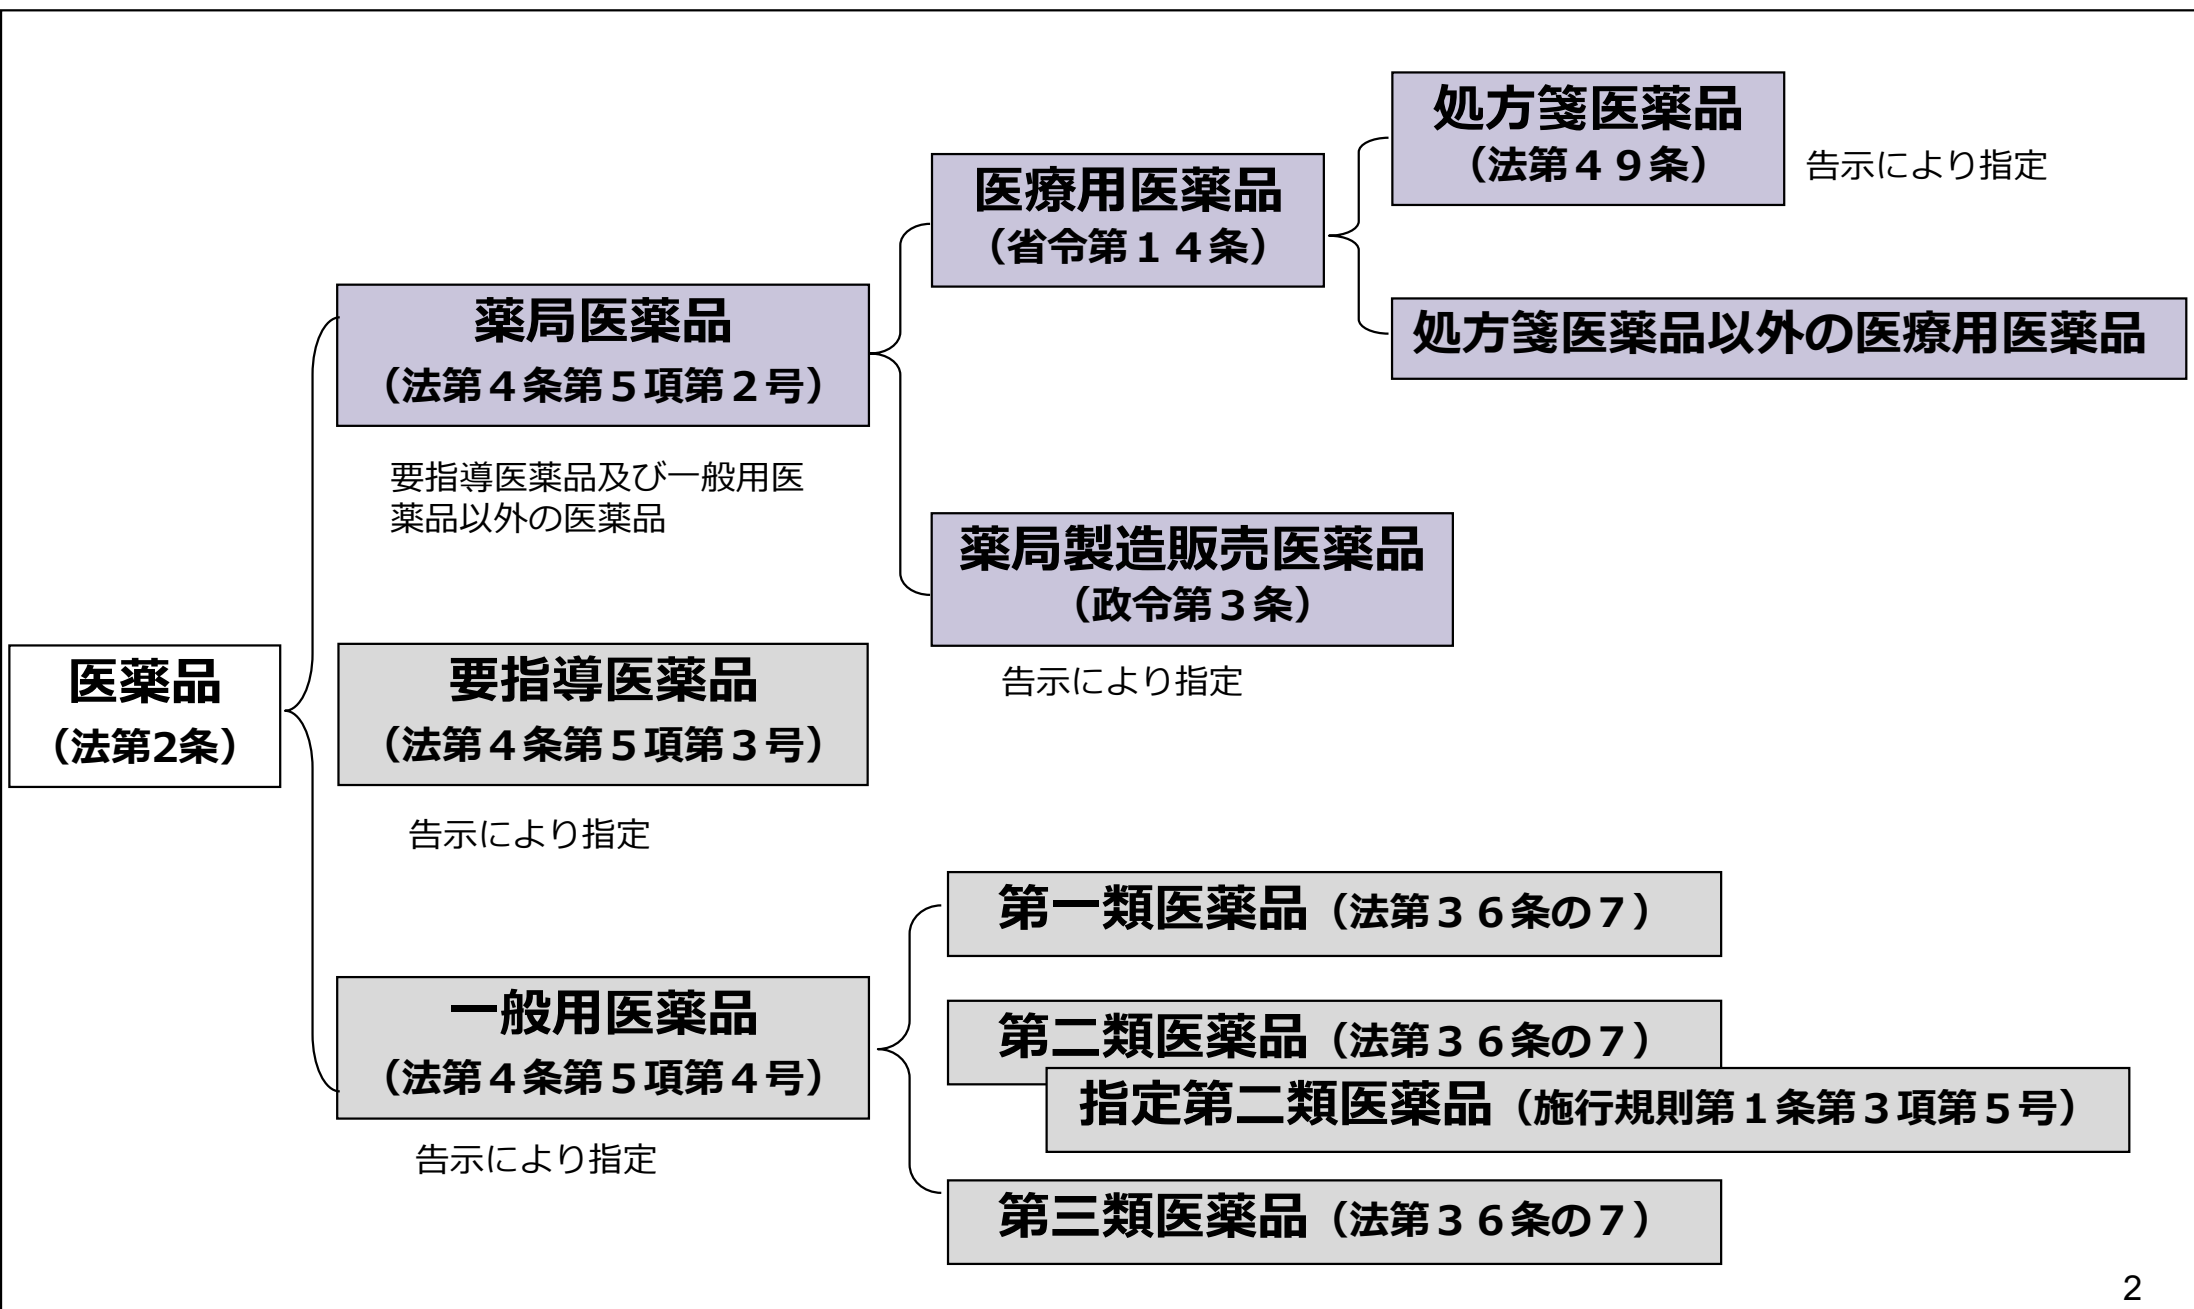 処方箋医薬品
（法第４９条）
告示により指定
医療用医薬品
（省令第１４条）
処方箋医薬品以外の医療用医薬品
薬局医薬品
（法第４条第５項第２号）
要指導医薬品及び一般用医
薬品以外の医薬品
薬局製造販売医薬品
（政令第３条）
告示により指定
医薬品
（法第2条）
要指導医薬品
（法第４条第５項第３号）
告示により指定
第一類医薬品（法第３６条の７）
一般用医薬品
（法第４条第５項第４号）
告示により指定
第二類医薬品（法第３６条の７）
指定第二類医薬品（施行規則第１条第３項第５号）
第三類医薬品（法第３６条の７）
2